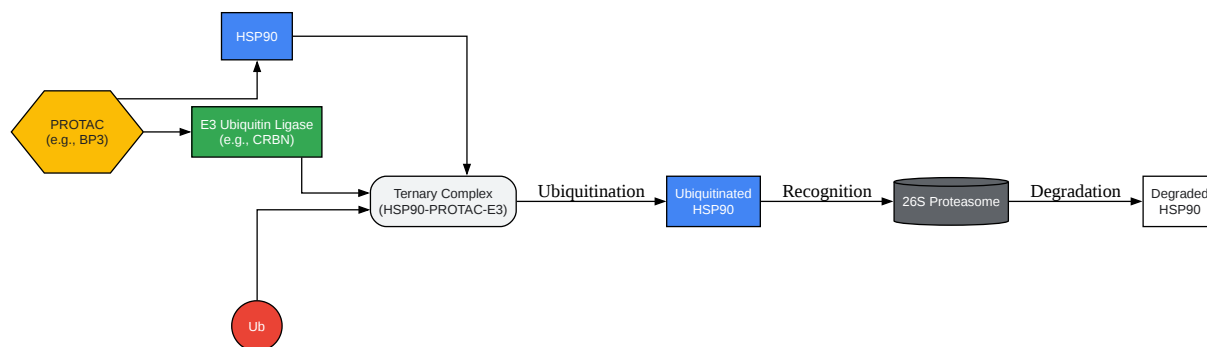 HSP90
PROTAC
(e.g., BP3)
E3 Ubiquitin Ligase
(e.g., CRBN)
Ternary Complex
(HSP90-PROTAC-E3)
Ubiquitination
Ubiquitinated
HSP90
Recognition
26S Proteasome
Degradation
Degraded
HSP90
Ub